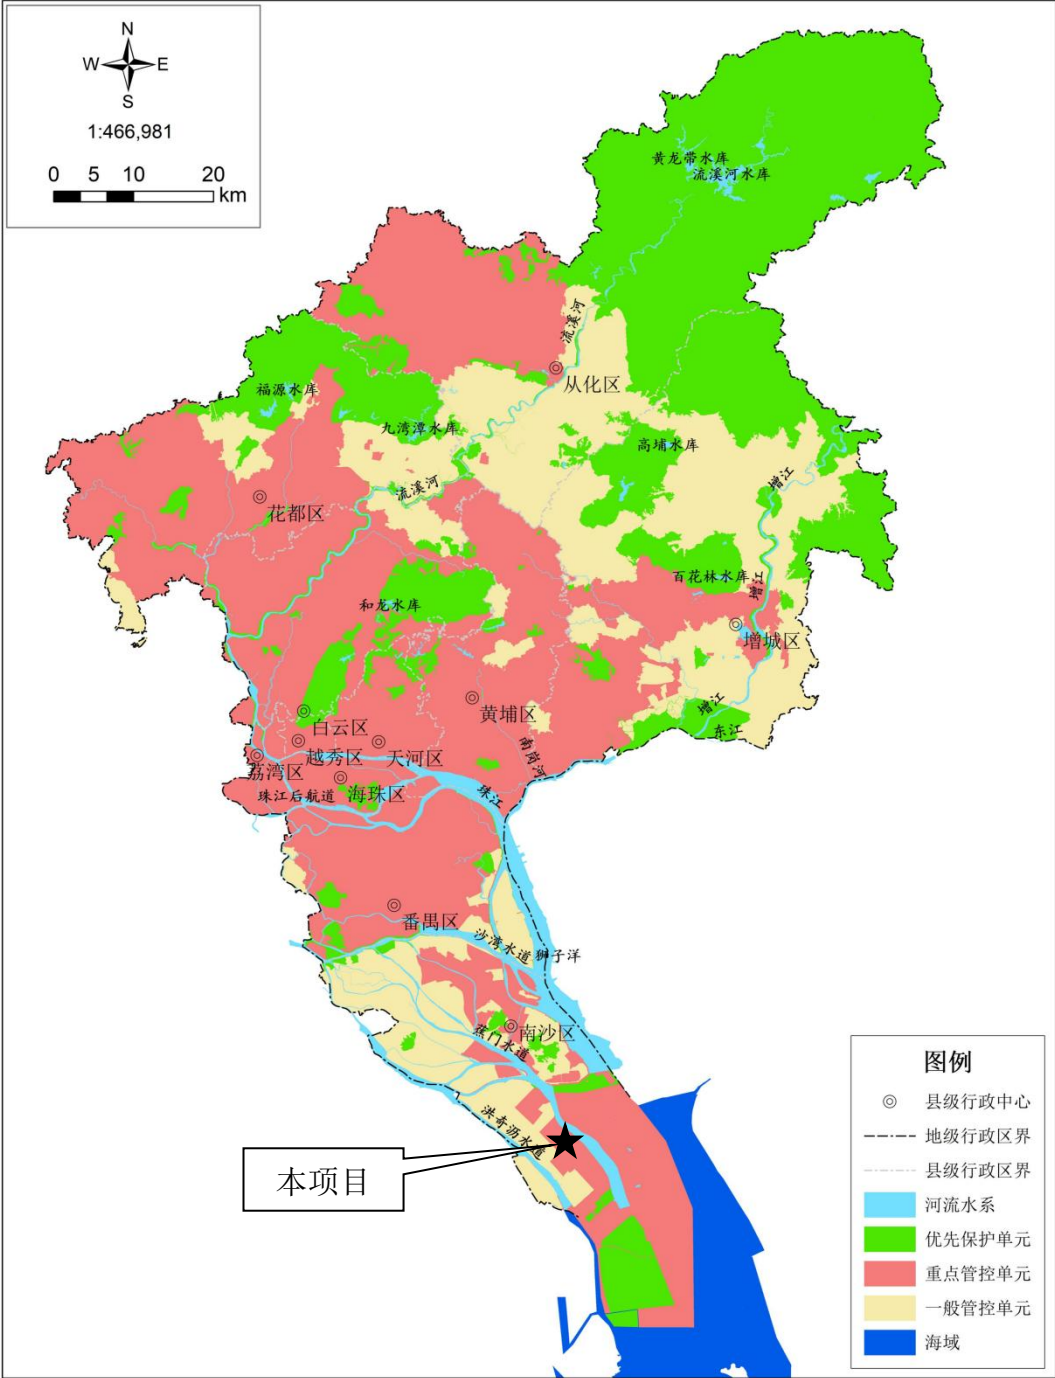 N
W E
S
1:466,981
0 5 10 20
km
黄龙带水库
流溪河水库
流溪河
从化区
福源水库
九湾潭水库
高埔水库
增江
流溪河
花都区
百花林水库
增江
和龙水库
增城区
增江
东江
黄埔区
白云区
南岗河
越秀区
天河区
荔湾区
海珠区
珠江后航道
珠江
番禺区
沙湾水道
狮子洋
南沙区
蕉门水道
洪奇沥水道
本项目
图例
县级行政中心
地级行政区界
县级行政区界
河流水系
优先保护单元
重点管控单元
一般管控单元
海域